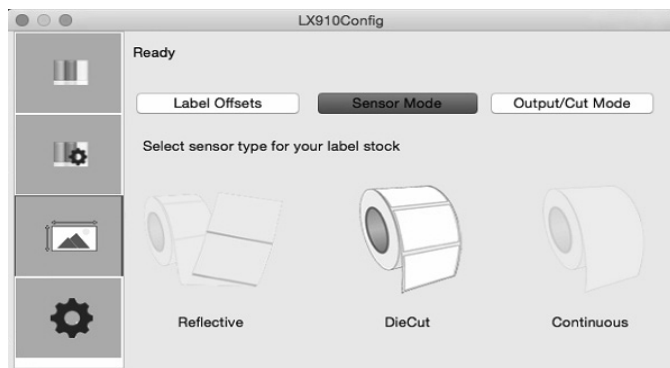 LX910Config
Ready
Label Offsets Sensor Mode Output/Cut Mode
Select sensor type for your label stock
Reflective DieCut Continuous